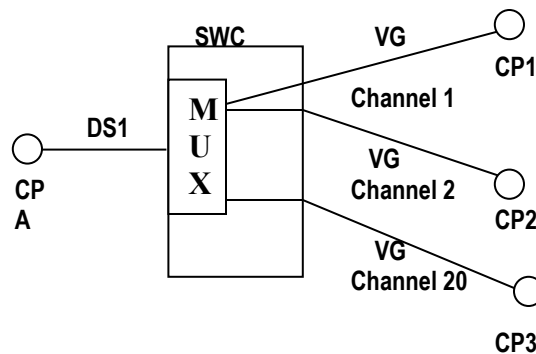 SWC
VG
CP1
DS1
M
U
X
Channel 1
VG
Channel 2
CP
A
CP2
VG
Channel 20
CP3